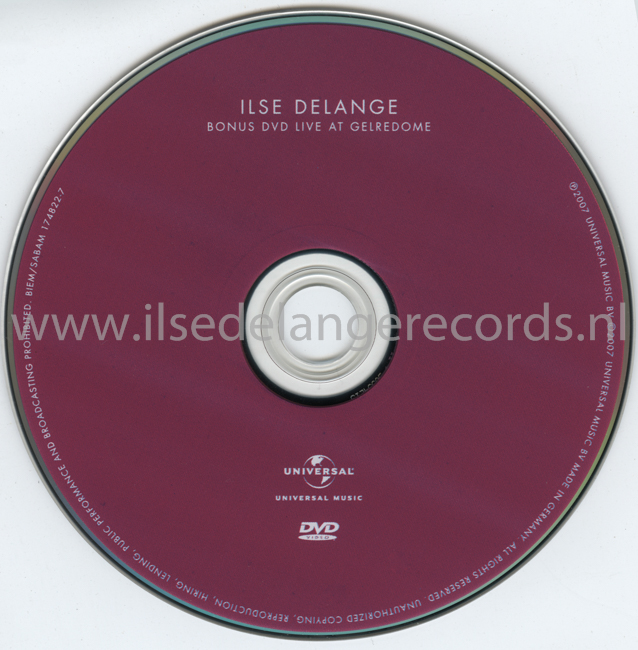 ILSE DELANGE
BONUS DVD LIVE AT GELREDOME
℗2007 UNIVERSAL MUSIC BV ©2007 UNIVERSAL MUSIC BV MADE IN GERMANY. ALL RIGHTS RESERVED. UNAUTHORIZED COPYING, REPRODUCTION, HIRING, LENDING, PUBLIC PERFORMANCE AND BROADCASTING PROHIBITED. BIEM/SABAM 174822-7
www.ilsedelangerecords.nl
UNIVERSAL
UNIVERSAL MUSIC
DVD
VIDEO